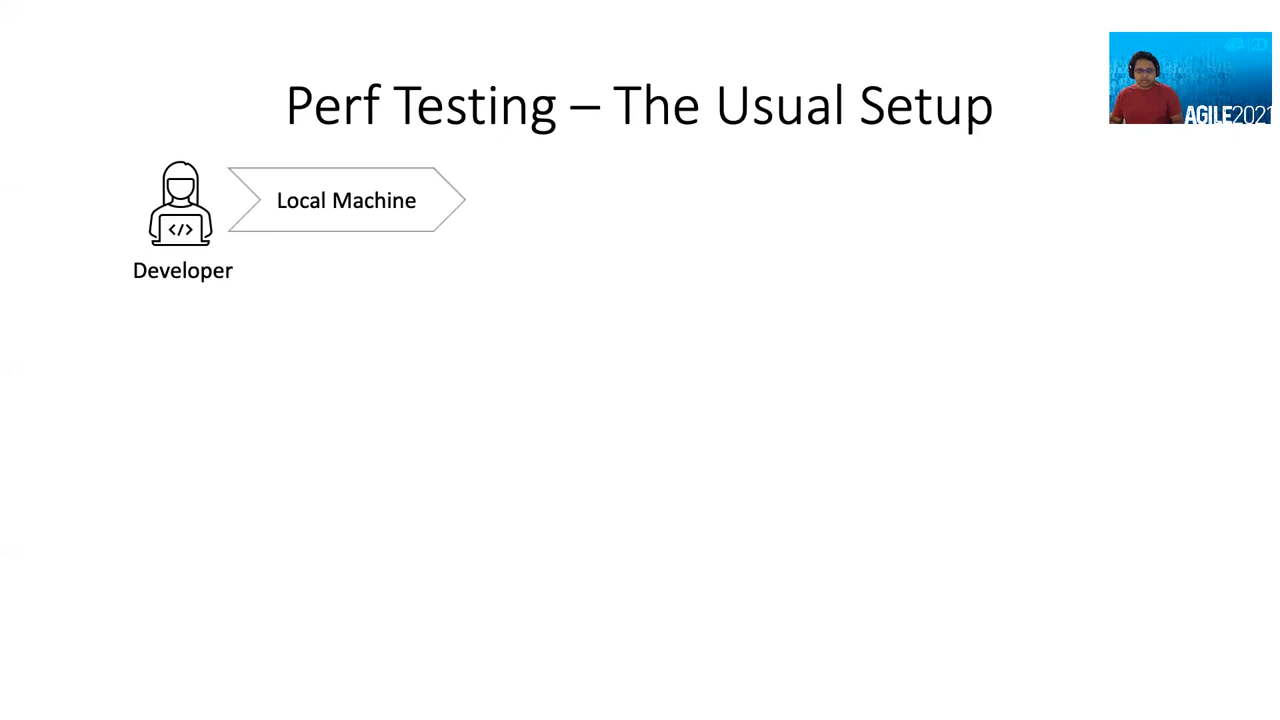 Perf Testing – The Usual Setup
AGILE2021
Local Machine
</>
Developer